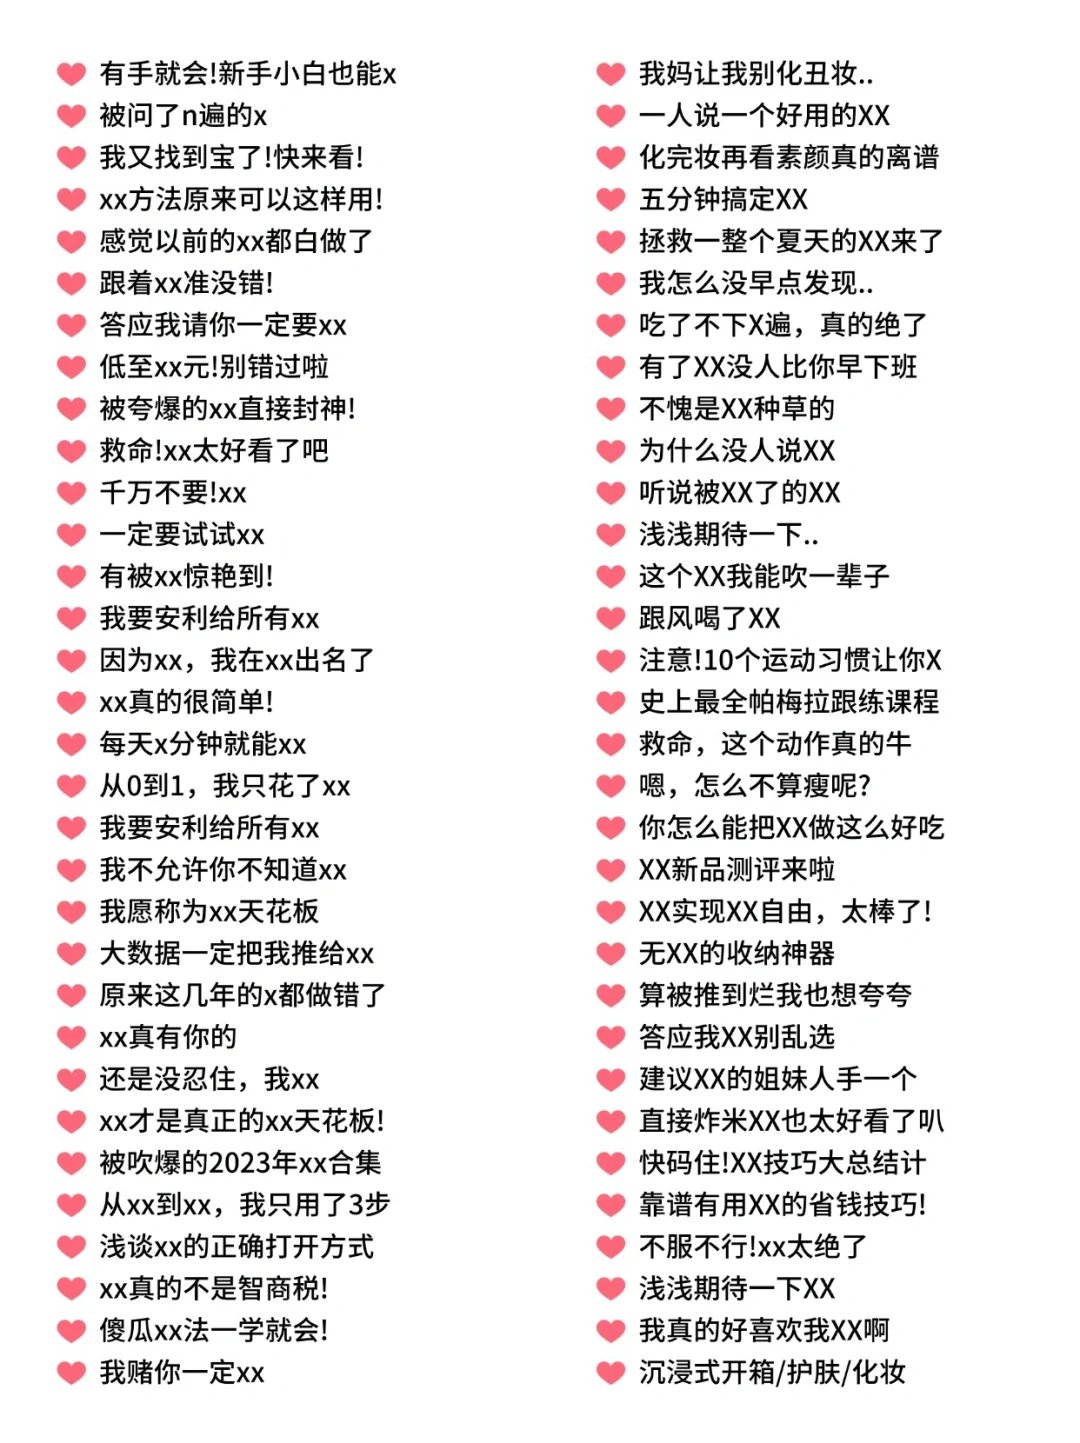 有手就会!新手小白也能x
被问了n遍的x
我又找到宝了!快来看!
xx方法原来可以这样用!
感觉以前的xx都白做了
跟着xx准没错!
答应我请你一定要xx
低至xx元!别错过啦
被夸爆的xx直接封神!
救命!xx太好看了吧
千万不要!xx
一定要试试xx
有被xx惊艳到!
我要安利给所有xx
因为xx，我在xx出名了
xx真的很简单!
每天x分钟就能xx
从0到1，我只花了xx
我要安利给所有xx
我不允许你不知道xx
我愿称为xx天花板
大数据一定把我推给xx
原来这几年的x都做错了
xx真有你的
还是没忍住，我xx
xx才是真正的xx天花板!
被吹爆的2023年xx合集
从xx到xx，我只用了3步
浅谈xx的正确打开方式
xx真的不是智商税!
傻瓜xx法一学就会!
我赌你一定xx
我妈让我别化丑妆..
一人说一个好用的XX
化完妆再看素颜真的离谱
五分钟搞定XX
拯救一整个夏天的XX来了
我怎么没早点发现..
吃了不下X遍，真的绝了
有了XX没人比你早下班
不愧是XX种草的
为什么没人说XX
听说被XX了的XX
浅浅期待一下..
这个XX我能吹一辈子
跟风喝了XX
注意!10个运动习惯让你X
史上最全帕梅拉跟练课程
救命，这个动作真的牛
嗯，怎么不算瘦呢?
你怎么能把XX做这么好吃
XX新品测评来啦
XX实现XX自由，太棒了!
无XX的收纳神器
算被推到烂我也想夸夸
答应我XX别乱选
建议XX的姐妹人手一个
直接炸米XX也太好看了叭
快码住!XX技巧大总结计
靠谱有用XX的省钱技巧!
不服不行!xx太绝了
浅浅期待一下XX
我真的好喜欢我XX啊
沉浸式开箱/护肤/化妆